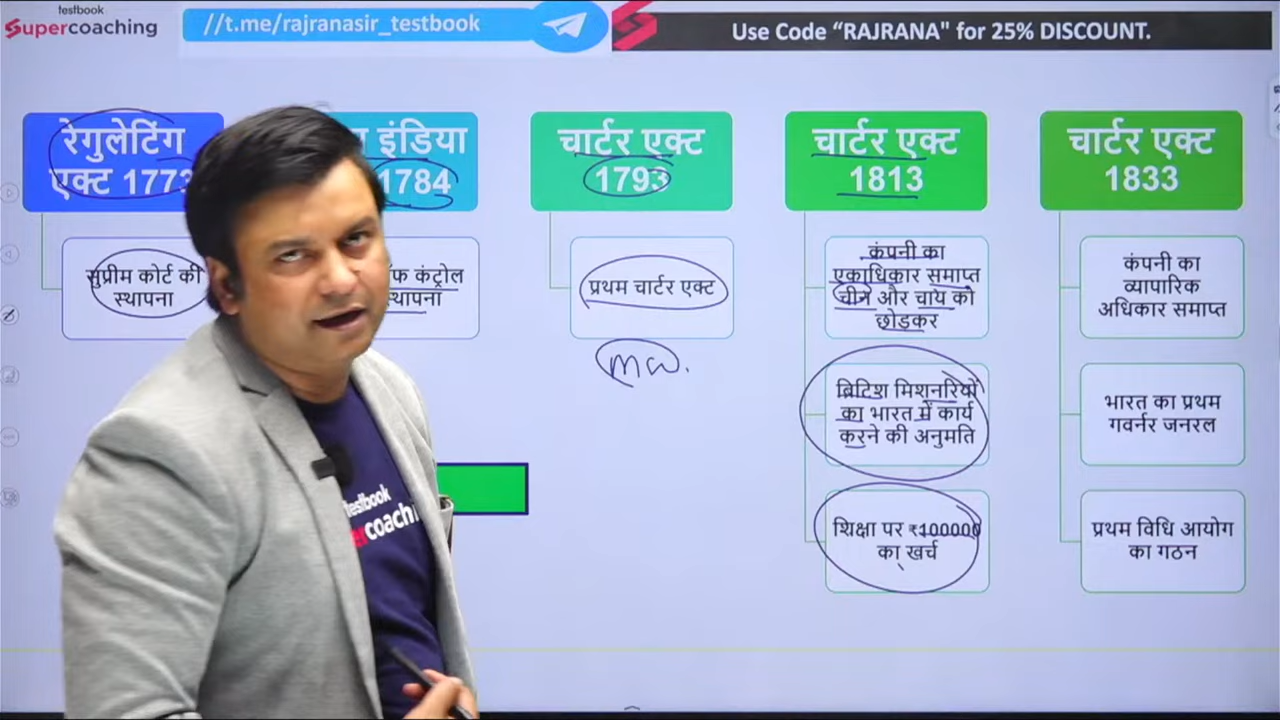 testbook
Supercoaching
//t.me/rajranasir_testbook
Use Code “RAJRANA" for 25% DISCOUNT.
रेगुलेटिंग
एक्ट 1773
इंडिया
1784
चार्टर एक्ट
1793
चार्टर एक्ट
1813
चार्टर एक्ट
1833
सुप्रीम कोर्ट की
स्थापना
कंट्रोल
प्रथम चार्टर एक्ट
कंपनी का
एकाधिकार समाप्त
चीन और चाय को
छोड़कर
कंपनी का
व्यापारिक
अधिकार समाप्त
ब्रिटिश मिशनरियों
का भारत में कार्य
करने की अनुमति
भारत का प्रथम
गवर्नर जनरल
शिक्षा पर ₹100000
का खर्च
प्रथम विधि आयोग
का गठन
testbook